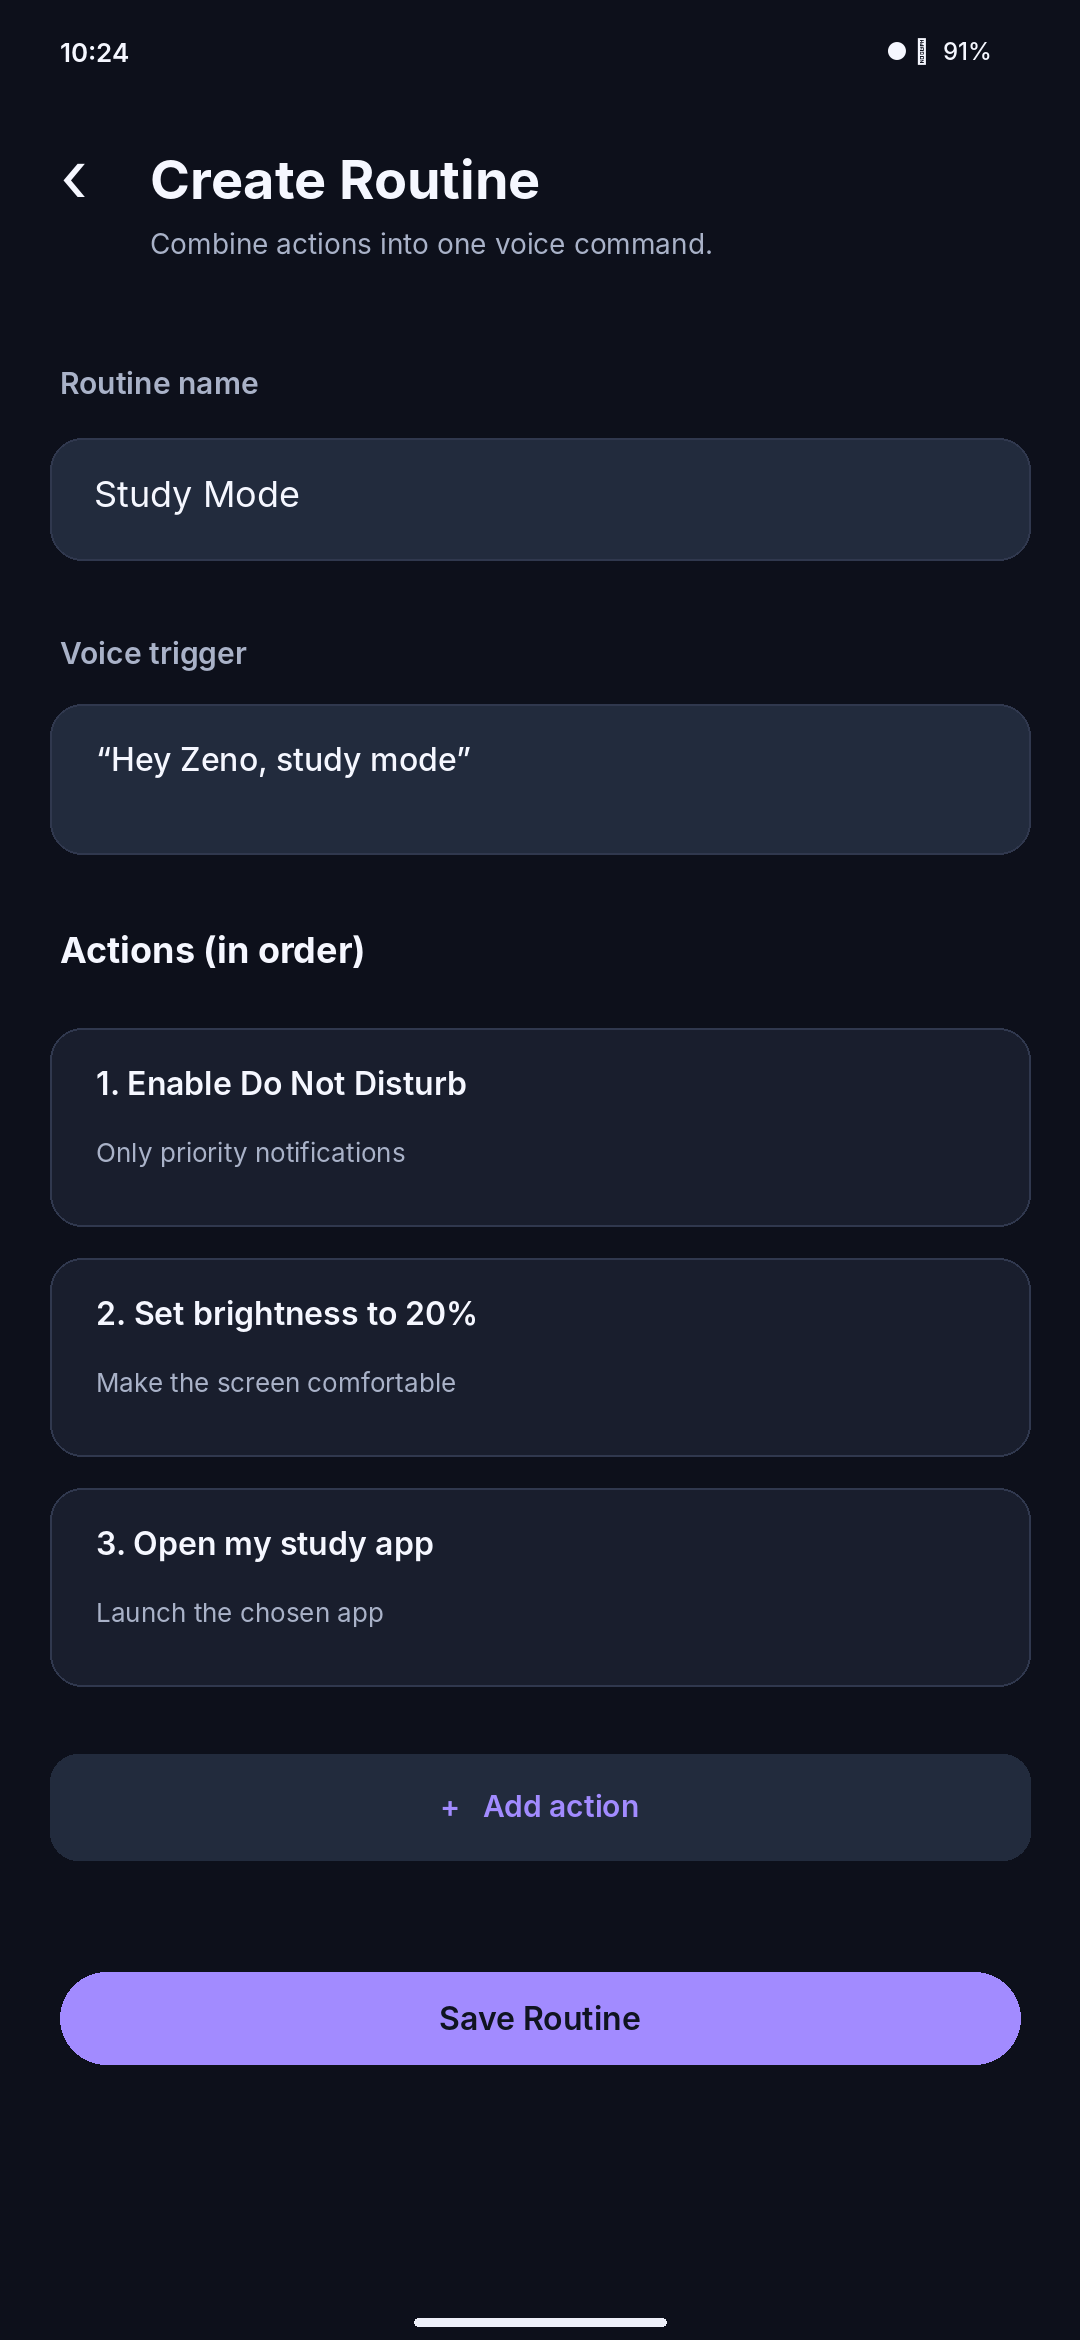 10:24
91%
Create Routine
Combine actions into one voice command.
Routine name
Study Mode
Voice trigger
“Hey Zeno, study mode”
Actions (in order)
1. Enable Do Not Disturb
Only priority notifications
2. Set brightness to 20%
Make the screen comfortable
3. Open my study app
Launch the chosen app
+ Add action
Save Routine